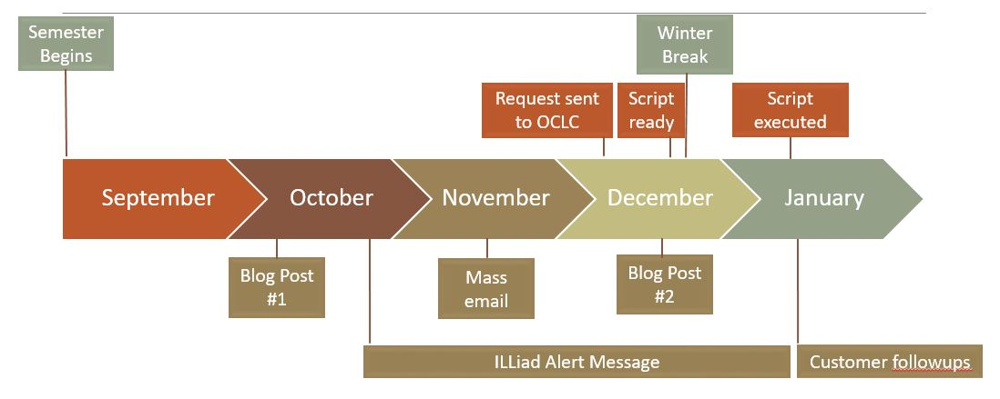 Semester
Begins
Winter
Break
Request sent
to OCLC
Script
ready
Script
executed
September
October
November
December
January
Blog Post
#1
Mass
email
Blog Post
#2
ILLiad Alert Message
Customer followups